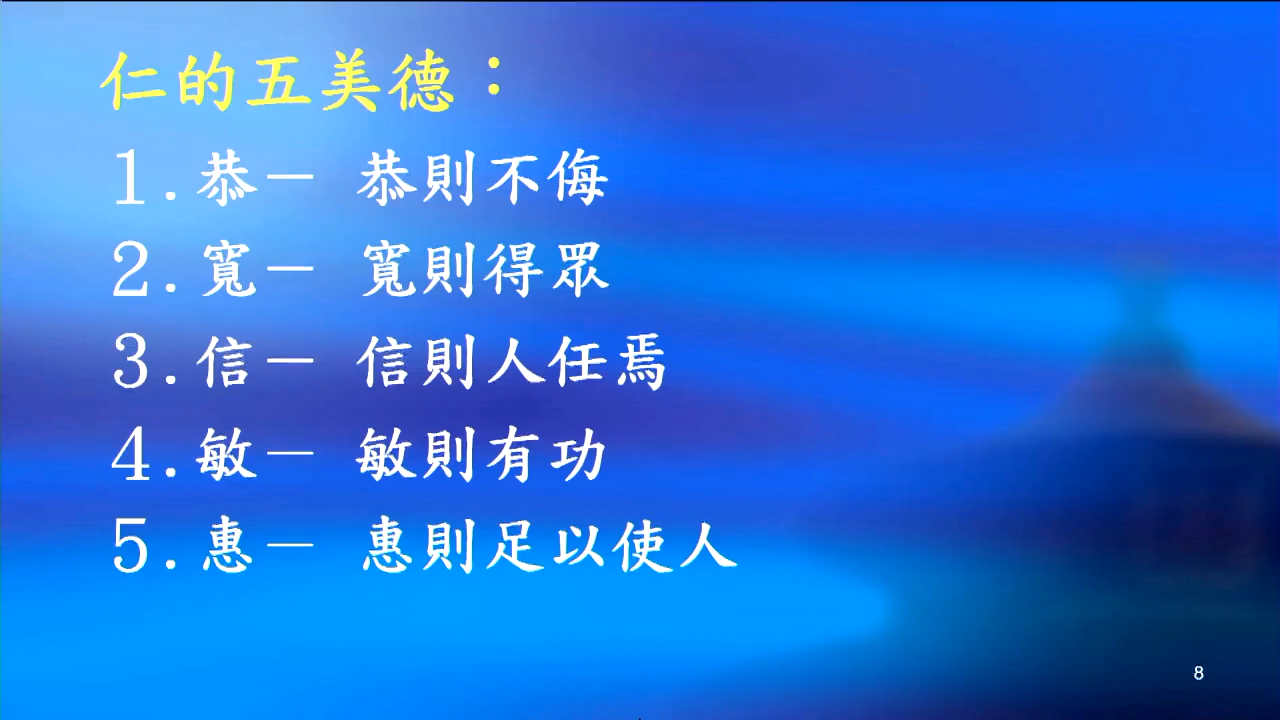 仁的五美德：
1.恭－ 恭則不侮
2.寬－ 寬則得眾
3.信－ 信則人任焉
4.敏－ 敏則有功
5.惠－ 惠則足以使人
8